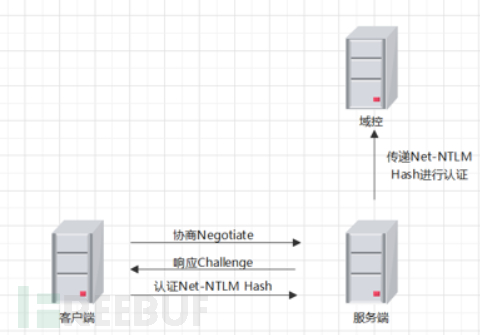 域控
传递Net-NTLM
Hash进行认证
协商Negotiate
响应Challenge
认证Net-NTLM Hash
客户端
服务端
FREEBUF